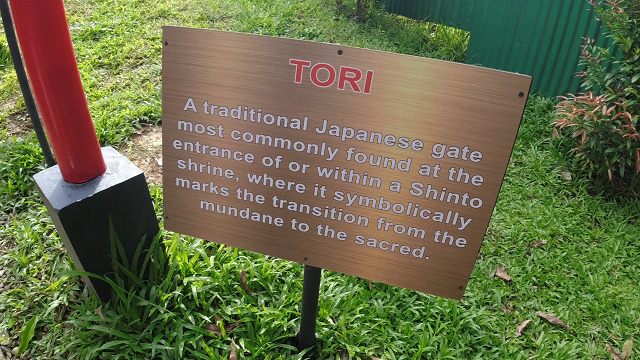 TORI
A traditional Japanese gate
most commonly found at the
entrance of or within a Shinto
shrine, where it symbolically
marks the transition from the
mundane to the sacred.